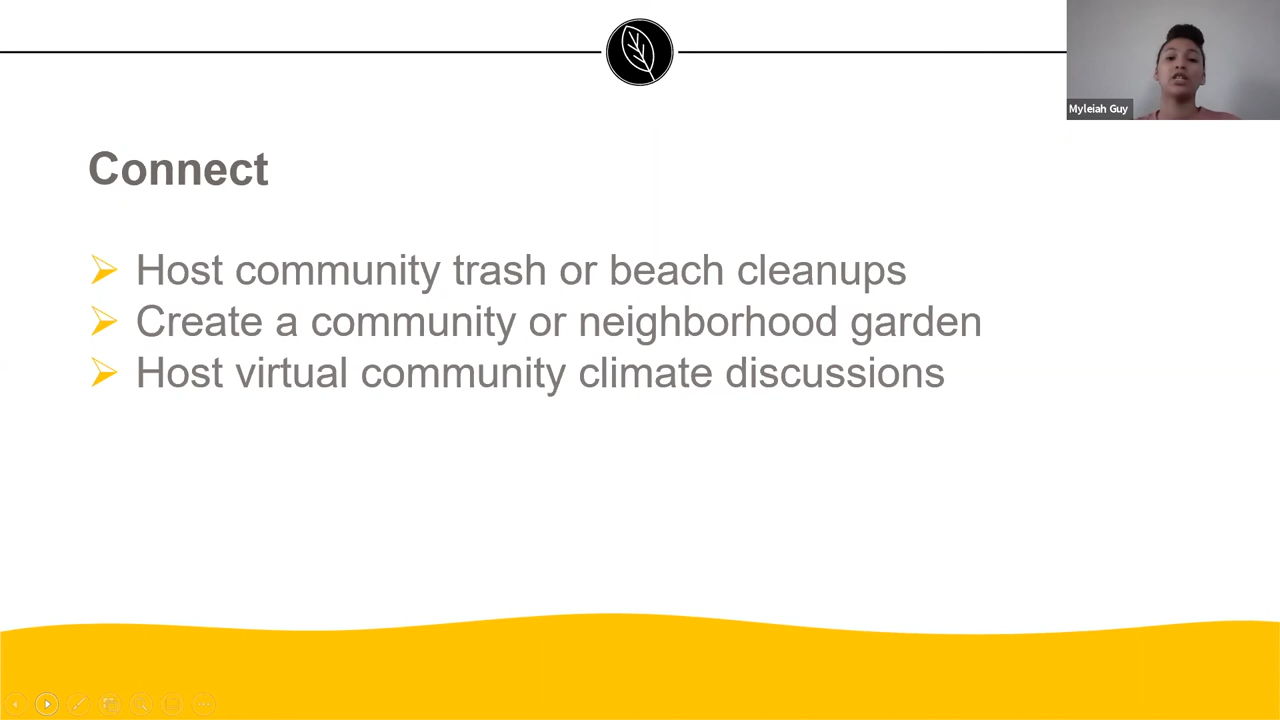 Myleiah Guy
Connect
Host community trash or beach cleanups
Create a community or neighborhood garden
Host virtual community climate discussions